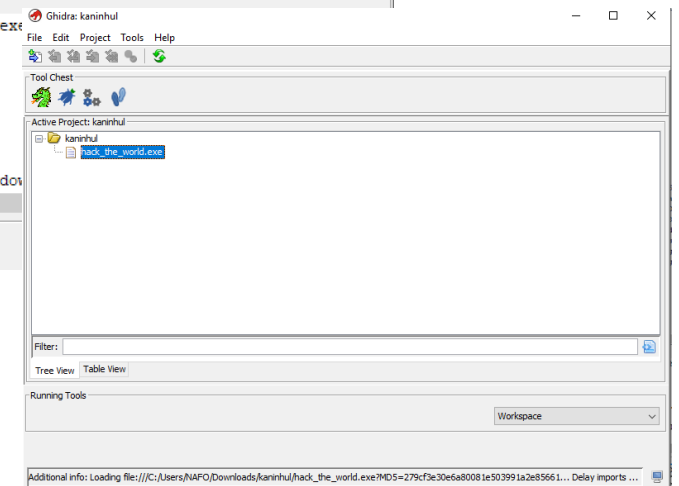 exe
Ghidra: kaninhul
File Edit Project Tools Help
Tool Chest
Active Project: kaninhul
kaninhul
hack_the_world.exe
dow
Filter:
Tree View Table View
Running Tools
Workspace
Additional info: Loading file:///C:/Users/NAFO/Downloads/kaninhul/hack_the_world.exe?MD5=279cf3e30e6a80081e503991a2e85661... Delay imports ...